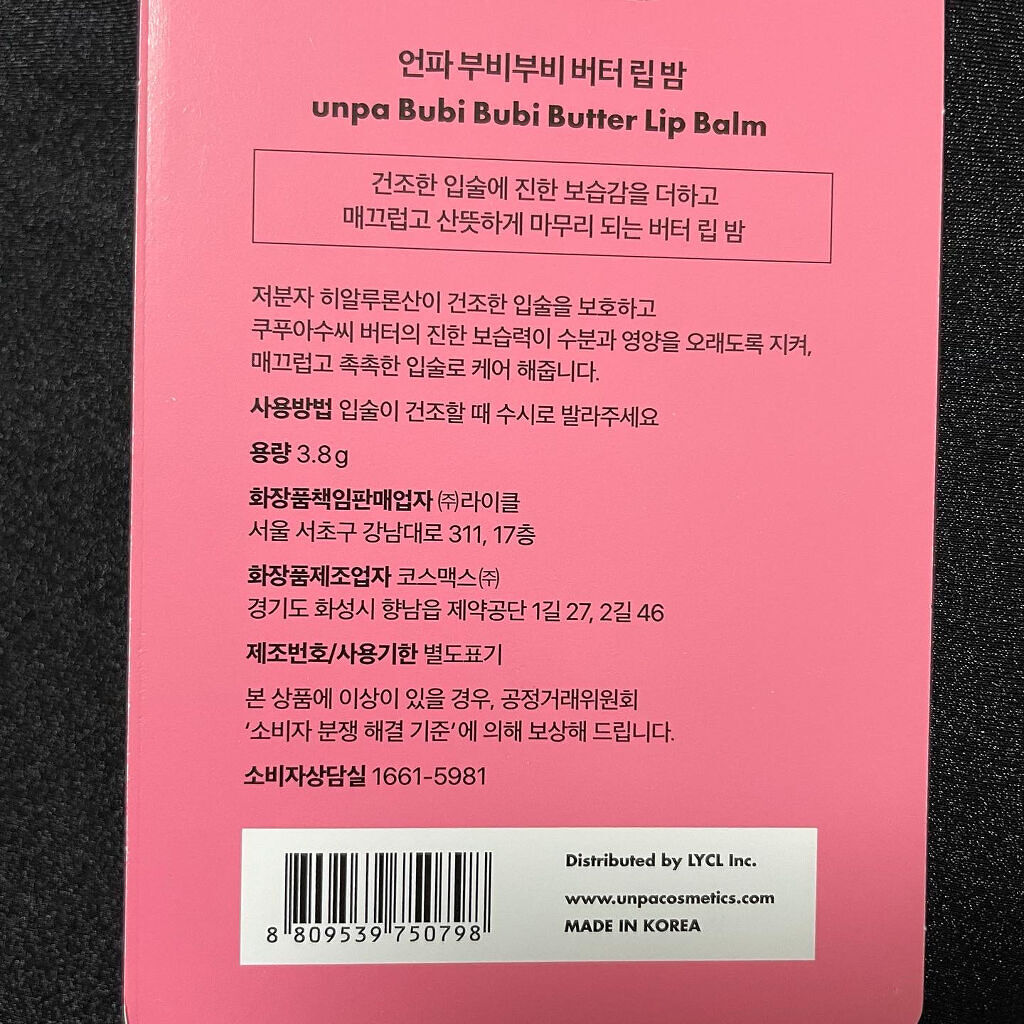 언파 부비부비 버터 립 밤
unpa Bubi Bubi Butter Lip Balm
건조한 입술에 진한 보습감을 더하고
매끄럽고 산뜻하게 마무리 되는 버터 립 밤
저분자 히알루론산이 건조한 입술을 보호하고
쿠푸아수씨 버터의 진한 보습력이 수분과 영양을 오래도록 지켜,
매끄럽고 촉촉한 입술로 케어 해줍니다.
사용방법 입술이 건조할 때 수시로 발라주세요
용량 3.8g
화장품책임판매업자 ㈜라이클
서울 서초구 강남대로 311, 17층
화장품제조업자 코스맥스㈜
경기도 화성시 향남읍 제약공단 1길 27, 2길 46
제조번호/사용기한 별도표기
본 상품에 이상이 있을 경우, 공정거래위원회
‘소비자 분쟁 해결 기준‘에 의해 보상해 드립니다.
소비자상담실 1661-5981
Distributed by LYCL Inc.
www.unpacosmetics.com
MADE IN KOREA
8 809539 750798